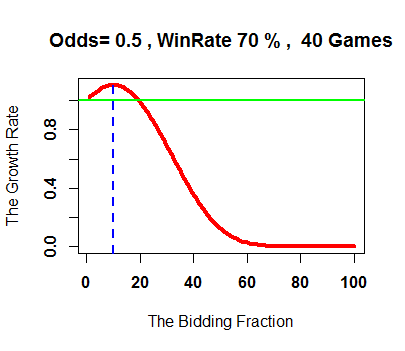 Odds= 0.5 , WinRate 70 % ,  40 Games
The Growth Rate
0.8
0.4
0.0
0 20 40 60 80 100
The Bidding Fraction